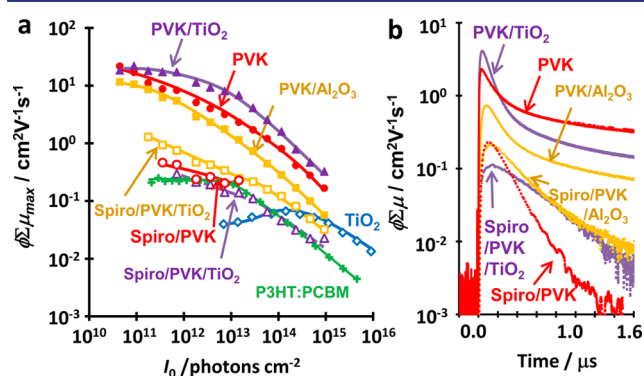 a
PVK/TiO2
PVK
PVK/Al2O3
Spiro/PVK/TiO2
Spiro/PVK
Spiro/PVK/TiO2
TiO2
P3HT:PCBM
ϕΣμmax / cm2V-1s-1
102
101
100
10-1
10-2
10-3
1010 1011 1012 1013 1014 1015 1016
I0 /photons cm-2
b
PVK/TiO2
PVK
PVK/Al2O3
Spiro/PVK/Al2O3
Spiro
/PVK
/TiO2
Spiro/PVK
ϕΣμ / cm2V-1s-1
101
100
10-1
10-2
10-3
0.0 1.0 1.6
Time / μs